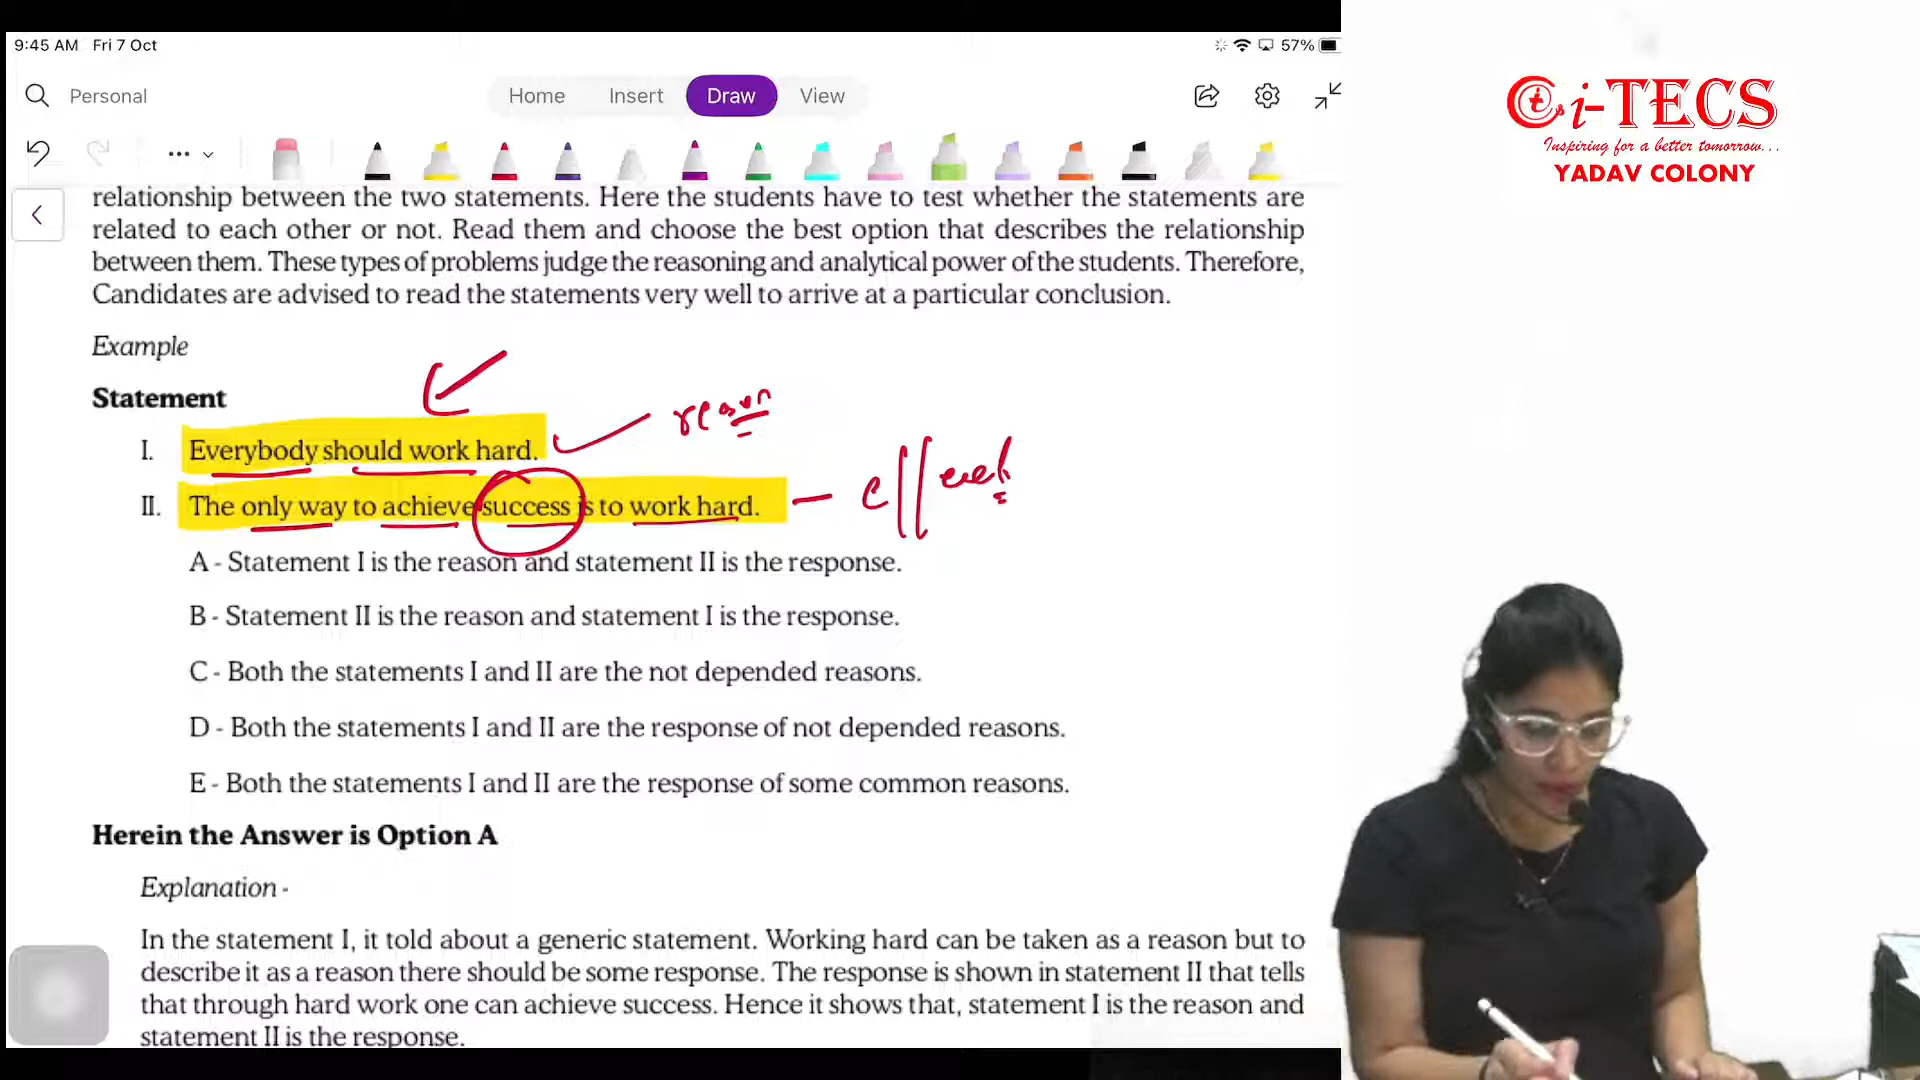 9:45 AM Fri 7 Oct
57%
Personal
Home Insert Draw View
i-TECS
Inspiring for a better tomorrow...
YADAV COLONY
relationship between the two statements. Here the students have to test whether the statements are
related to each other or not. Read them and choose the best option that describes the relationship
between them. These types of problems judge the reasoning and analytical power of the students. Therefore,
Candidates are advised to read the statements very well to arrive at a particular conclusion.
Example
Statement
I. Everybody should work hard. reason
II. The only way to achieve success is to work hard.
A - Statement I is the reason and statement II is the response.
B - Statement II is the reason and statement I is the response.
C - Both the statements I and II are the not depended reasons.
D - Both the statements I and II are the response of not depended reasons.
E - Both the statements I and II are the response of some common reasons.
Herein the Answer is Option A
Explanation -
In the statement I, it told about a generic statement. Working hard can be taken as a reason but to
describe it as a reason there should be some response. The response is shown in statement II that tells
that through hard work one can achieve success. Hence it shows that, statement I is the reason and
statement II is the response.